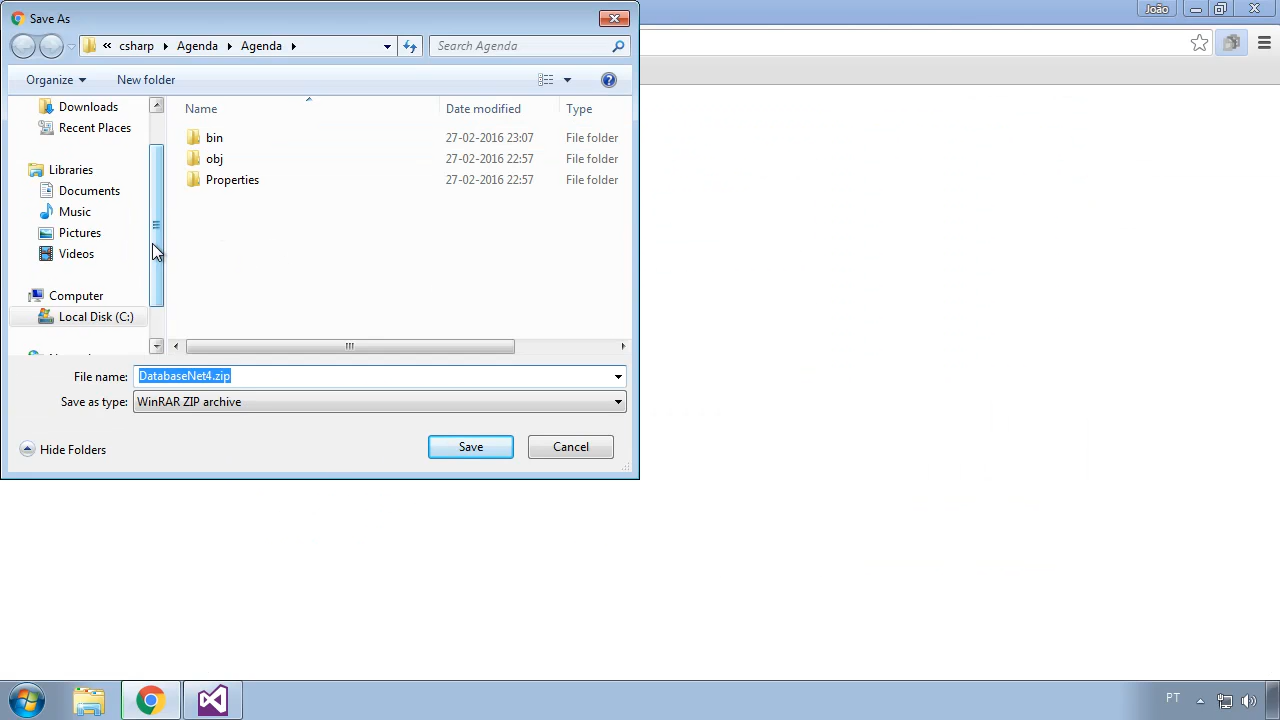 Save As
João
« csharp Agenda Agenda
Search Agenda
Organize
New folder
Name
Date modified
Type
Downloads
Recent Places
Libraries
Documents
Music
Pictures
Videos
Computer
Local Disk (C:)
bin 27-02-2016 23:07 File folder
obj 27-02-2016 22:57 File folder
Properties 27-02-2016 22:57 File folder
File name: DatabaseNet4.zip
Save as type: WinRAR ZIP archive
Hide Folders
Save
Cancel
PT